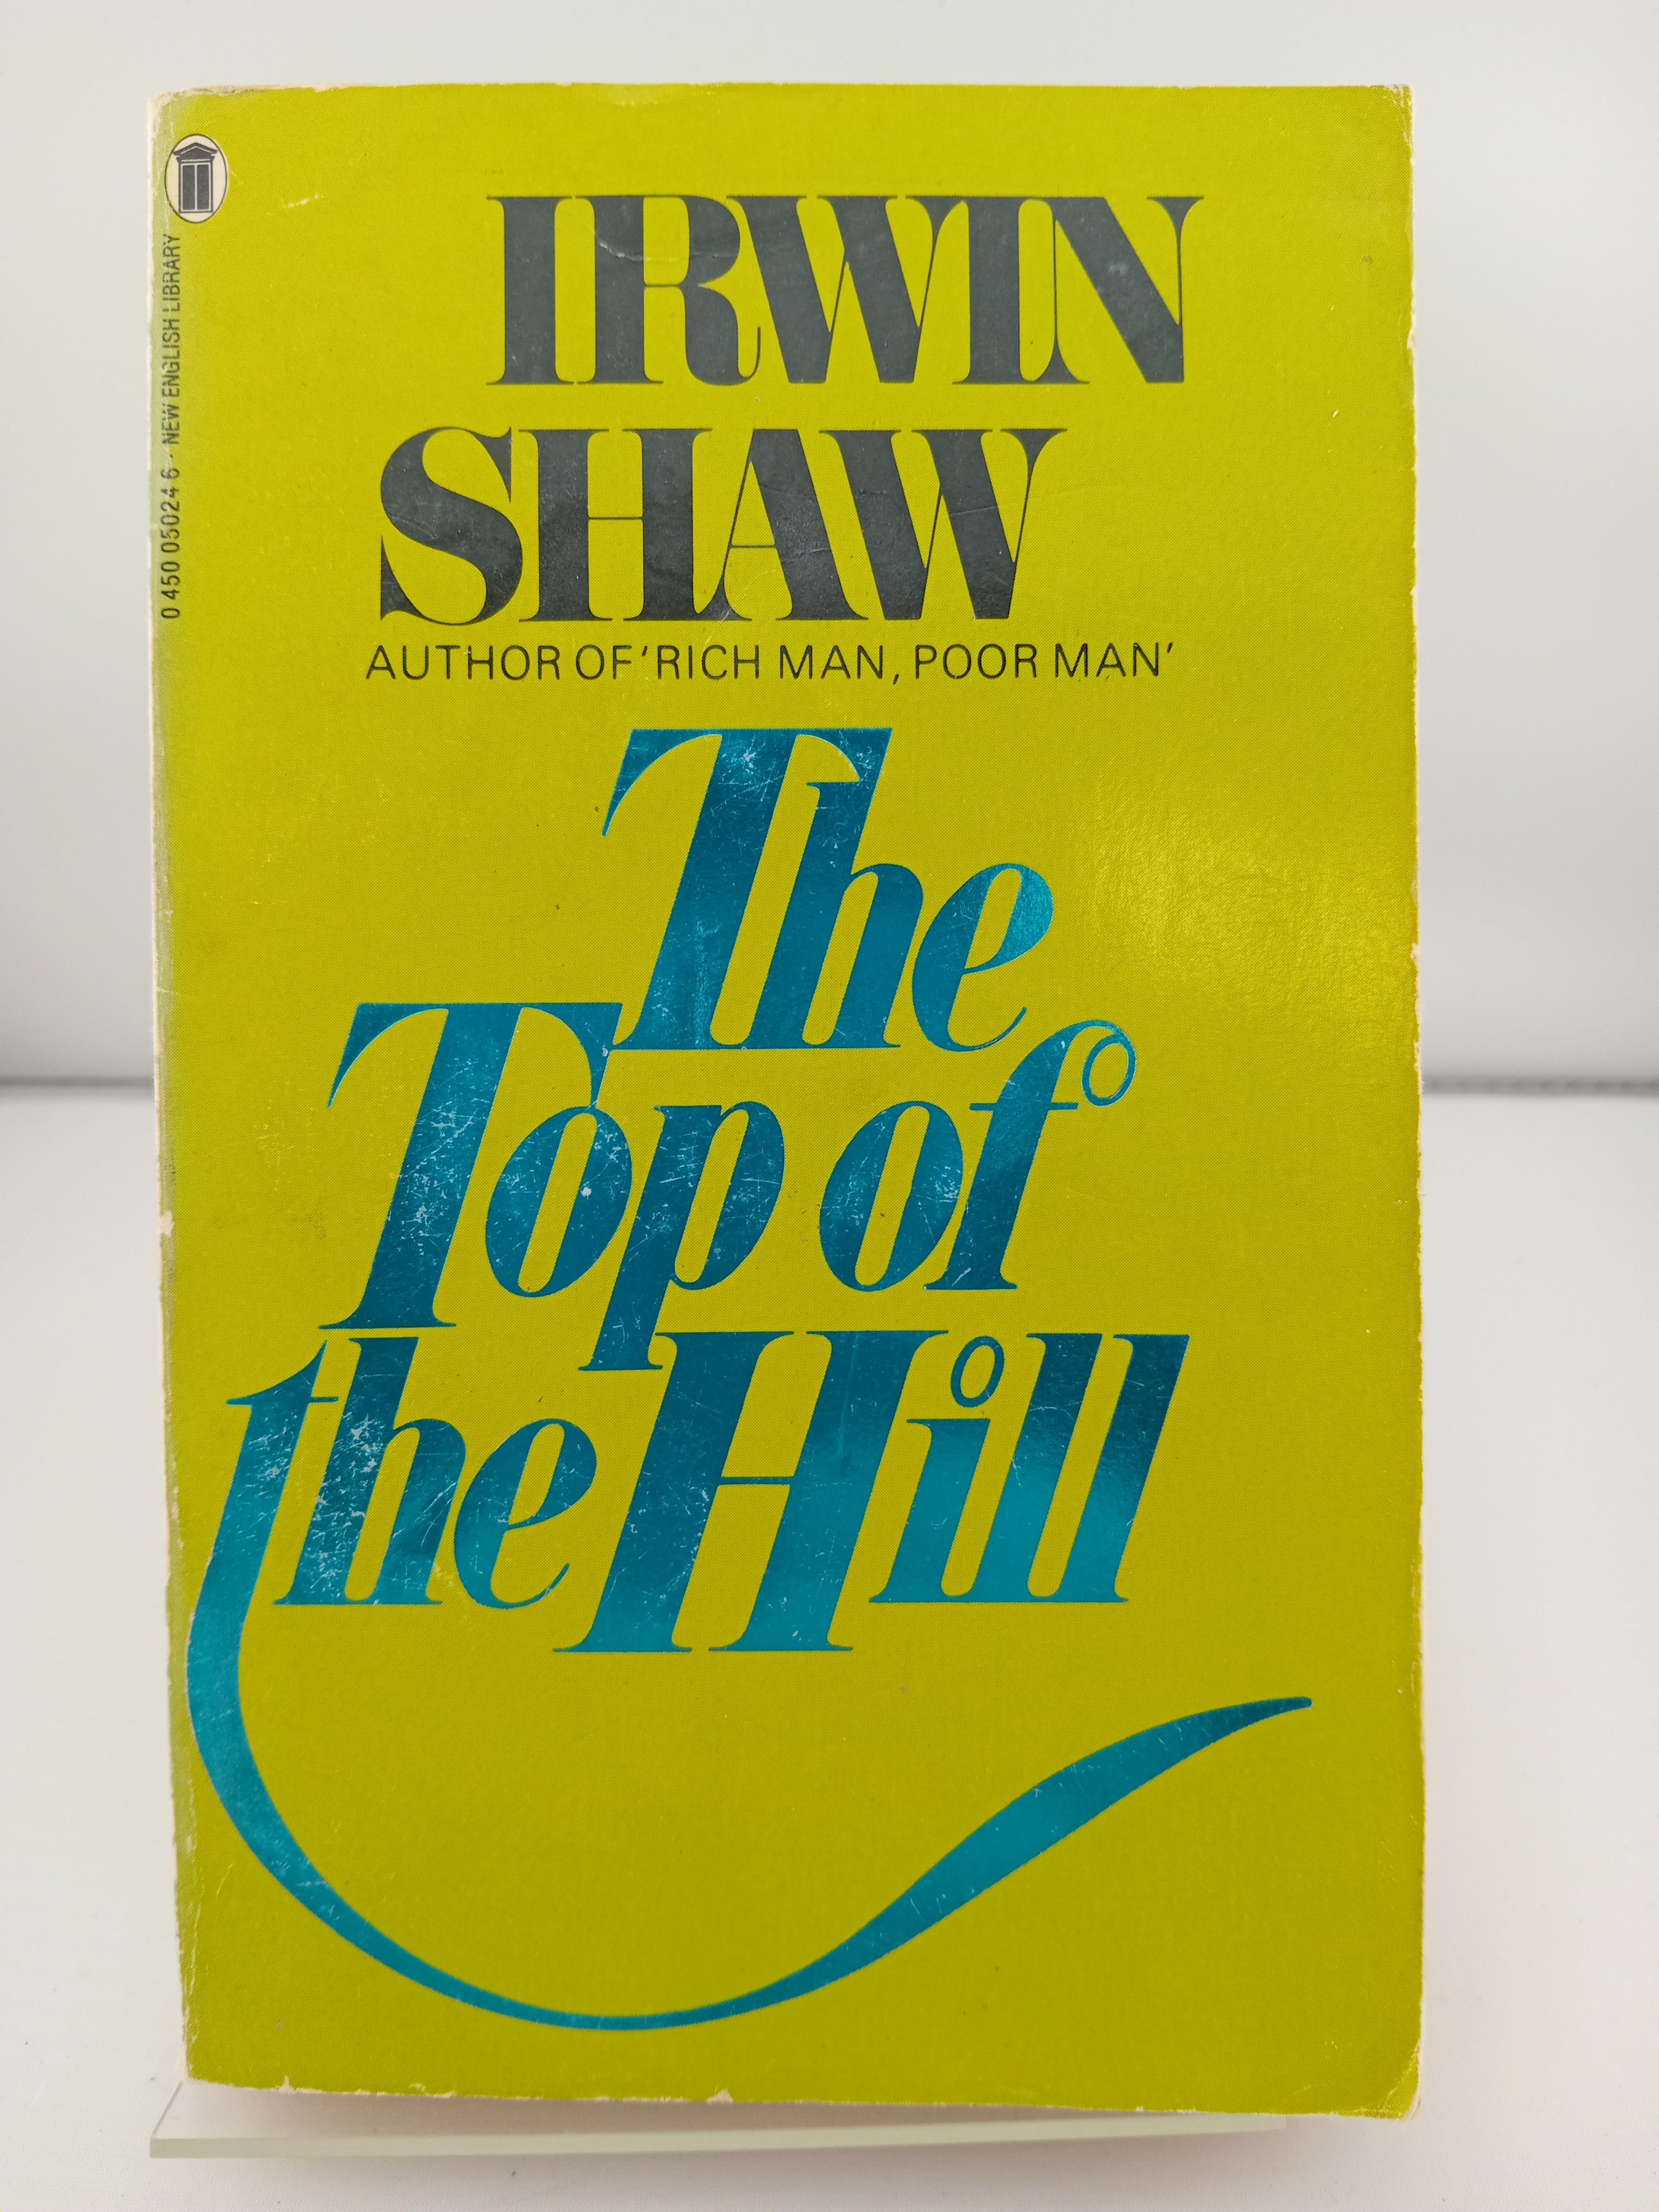 0 450 05024 6 · NEW ENGLISH LIBRARY
IRWIN
SHAW
AUTHOR OF 'RICH MAN, POOR MAN'
The
Top of
the Hill